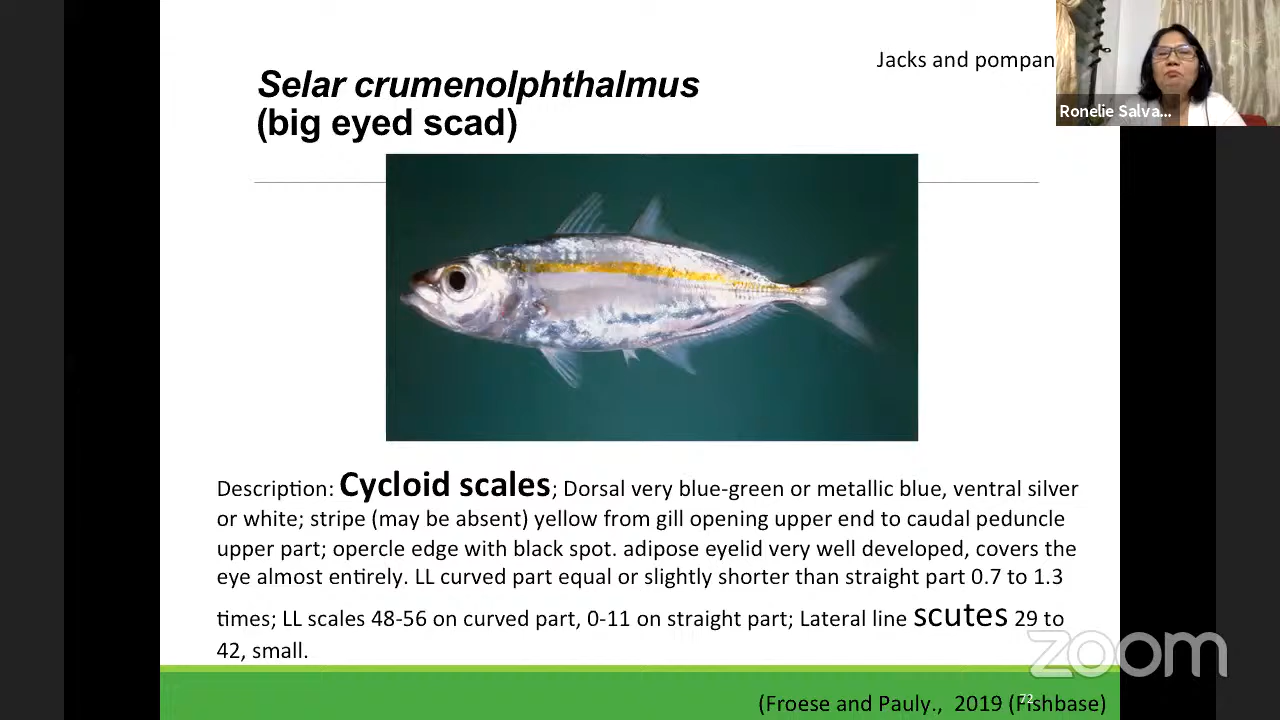 Jacks and pompan
Selar crumenolphthalmus
(big eyed scad)
Ronelie Salva...
Description: Cycloid scales; Dorsal very blue-green or metallic blue, ventral silver
or white; stripe (may be absent) yellow from gill opening upper end to caudal peduncle
upper part; opercle edge with black spot. adipose eyelid very well developed, covers the
eye almost entirely. LL curved part equal or slightly shorter than straight part 0.7 to 1.3
times; LL scales 48-56 on curved part, 0-11 on straight part; Lateral line scutes 29 to
42, small.
zoom
72
(Froese and Pauly., 2019 (Fishbase)